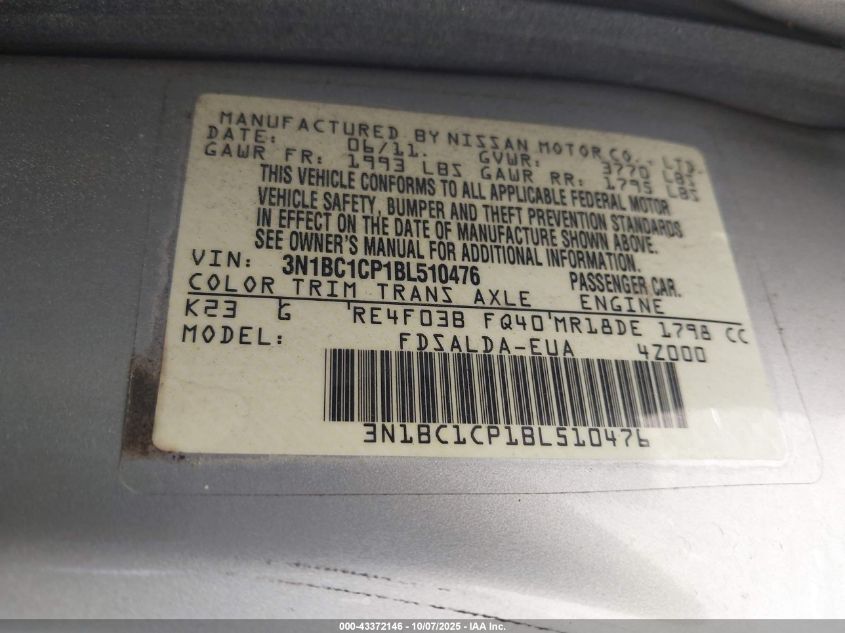 MANUFACTURED BY NISSAN MOTOR CO., LTD.
DATE: 06/11. GVWR: 3770 LBS
GAWR FR: 1993 LBS GAWR RR: 1795 LBS
THIS VEHICLE CONFORMS TO ALL APPLICABLE FEDERAL MOTOR
VEHICLE SAFETY, BUMPER AND THEFT PREVENTION STANDARDS
IN EFFECT ON THE DATE OF MANUFACTURE SHOWN ABOVE.
SEE OWNER'S MANUAL FOR ADDITIONAL INFORMATION.
VIN: 3N1BC1CP1BL510476 PASSENGER CAR.
COLOR TRIM TRANS AXLE ENGINE
K23 G 'RE4F03B FQ40'MR18DE 1798 CC
MODEL: FDSALDA-EUA 4Z000
3N1BC1CP1BL510476
000-43372146 - 10/07/2025 - IAA Inc.